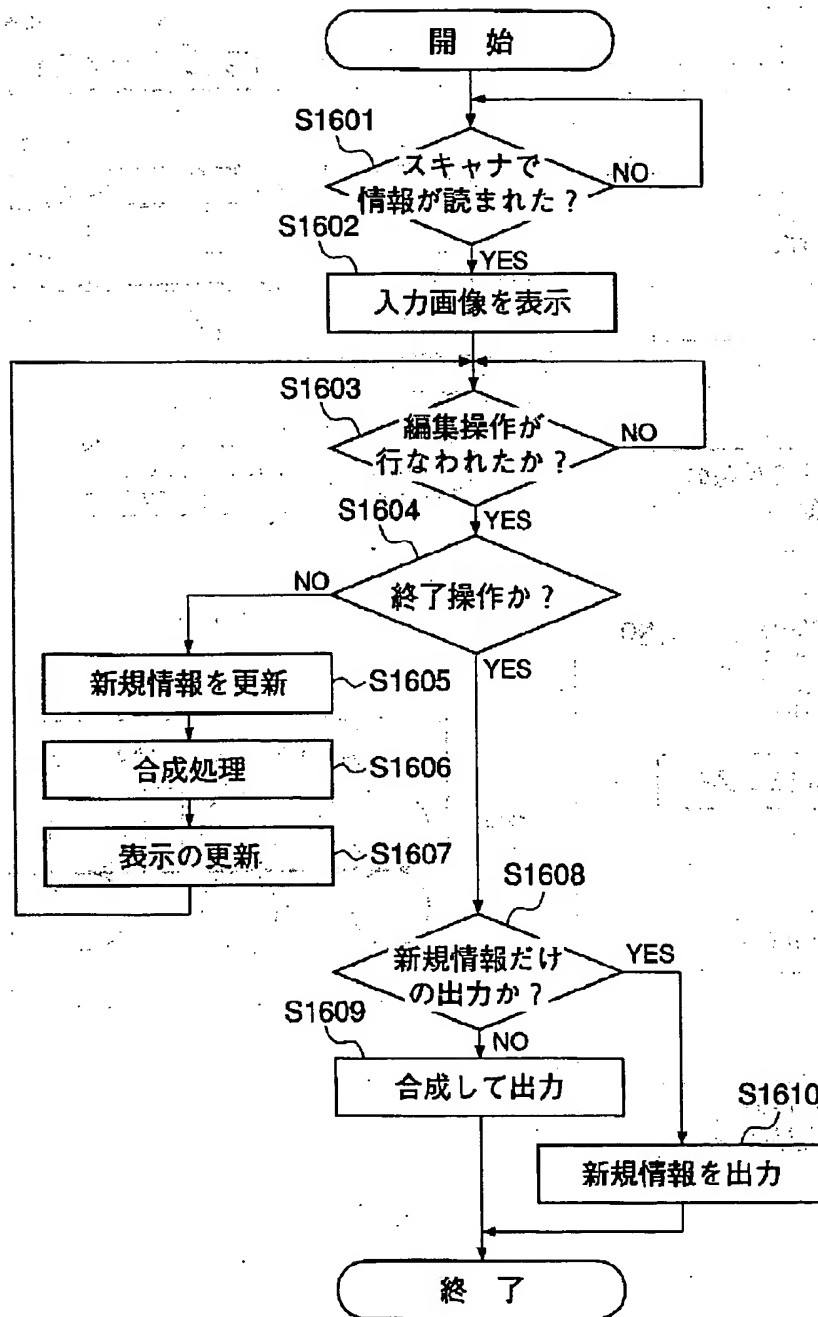 開 始
S1601
スキャナで
情報が読まれた?
NO
S1602
YES
入力画像を表示
S1603
編集操作が
行なわれたか?
NO
S1604
YES
NO
終了操作か?
YES
新規情報を更新
S1605
合成処理
S1606
表示の更新
S1607
S1608
新規情報だけ
の出力か?
YES
S1609
NO
合成して出力
S1610
新規情報を出力
終 了